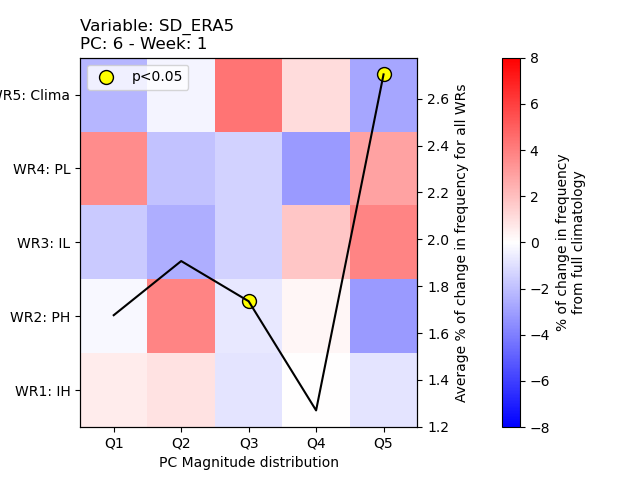 Variable: SD_ERA5
PC: 6 - Week: 1
p<0.05
WR5: Clima
WR4: PL
WR3: IL
WR2: PH
WR1: IH
Q1 Q2 Q3 Q4 Q5
PC Magnitude distribution
2.6
2.4
2.2
2.0
1.8
1.6
1.4
1.2
Average % of change in frequency for all WRs
8
6
4
2
0
−2
−4
−6
−8
% of change in frequency
from full climatology